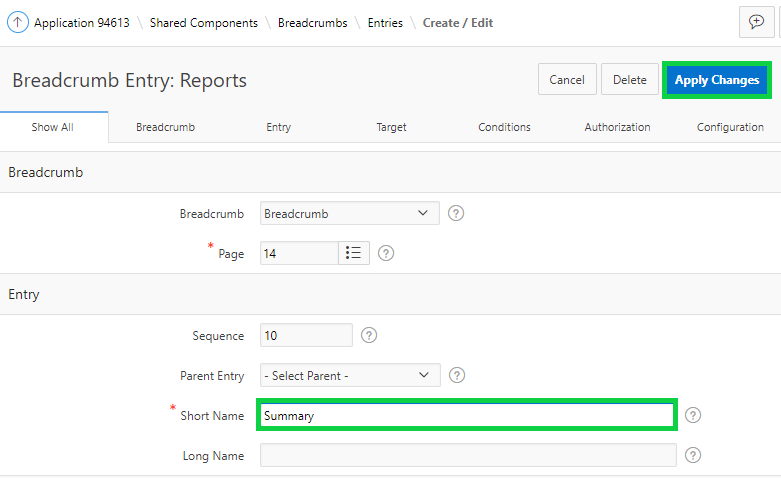 Application 94613 \ Shared Components \ Breadcrumbs \ Entries \ Create / Edit
Breadcrumb Entry: Reports
Cancel Delete Apply Changes
Show All Breadcrumb Entry Target Conditions Authorization Configuration
Breadcrumb
Breadcrumb Breadcrumb ?
* Page 14 ?
Entry
Sequence 10 ?
Parent Entry - Select Parent - ?
* Short Name Summary ?
Long Name ?